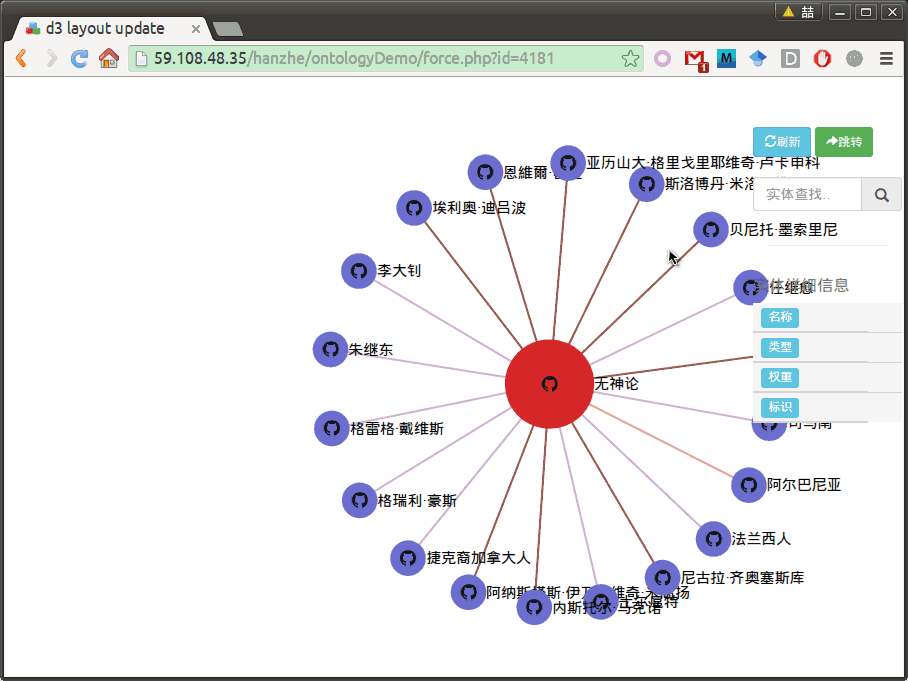 喆
d3 layout update
59.108.48.35/hanzhe/ontologyDemo/force.php?id=4181
M
D
1
刷新
跳转
亚历山大·格里戈里耶维奇·卢卡申科
恩維爾·
斯洛博丹·米洛
实体查找..
埃利奥·迪吕波
贝尼托·墨索里尼
李大钊
实体详细信息
任继愈
名称
朱继东
类型
无神论
权重
标识
司马南
格雷格·戴维斯
阿尔巴尼亚
格瑞利·豪斯
法兰西人
捷克裔加拿大人
尼古拉·齐奥塞斯库
阿纳斯塔斯·伊万诺维奇·米高扬
内斯托尔·马克诺